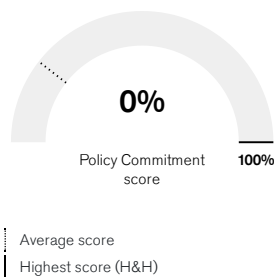 0%
Policy Commitment
score
100%
Average score
Highest score (H&H)